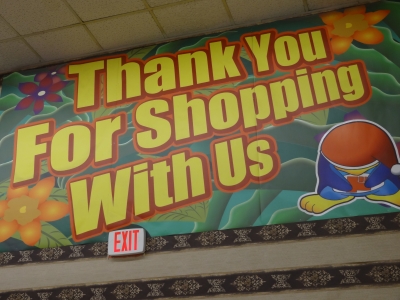 Thank You
For Shopping
With Us
EXIT